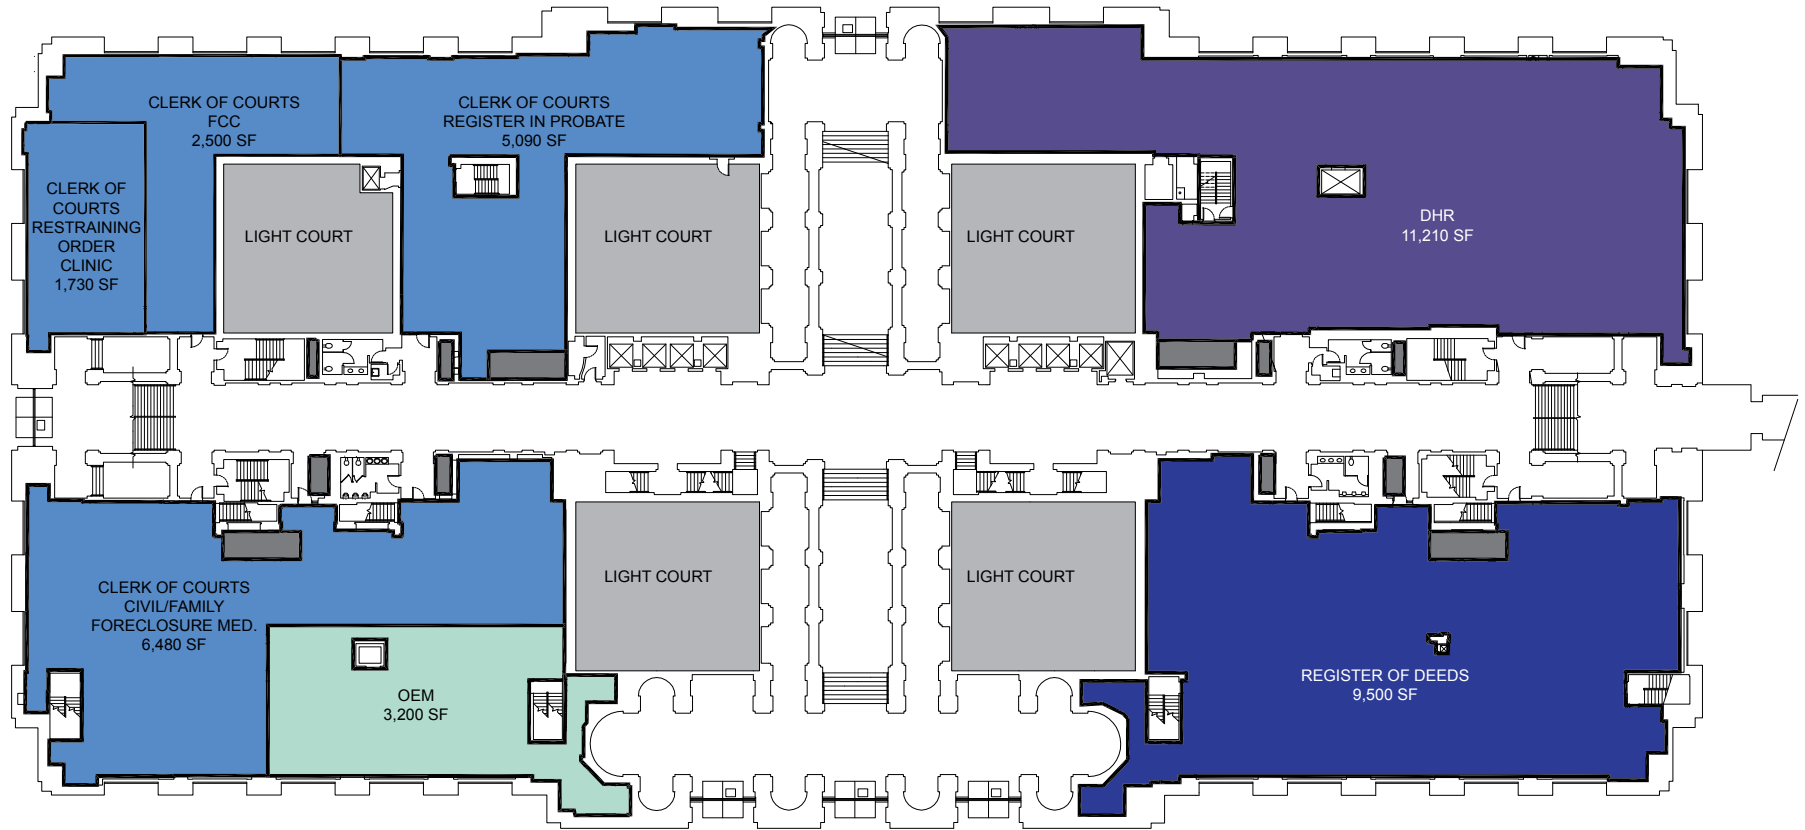 CLERK OF COURTS
FCC
2,500 SF
CLERK OF COURTS
REGISTER IN PROBATE
5,090 SF
CLERK OF
COURTS
RESTRAINING
ORDER
CLINIC
1,730 SF
LIGHT COURT
LIGHT COURT
LIGHT COURT
DHR
11,210 SF
CLERK OF COURTS
CIVIL/FAMILY
FORECLOSURE MED.
6,480 SF
OEM
3,200 SF
LIGHT COURT
LIGHT COURT
REGISTER OF DEEDS
9,500 SF